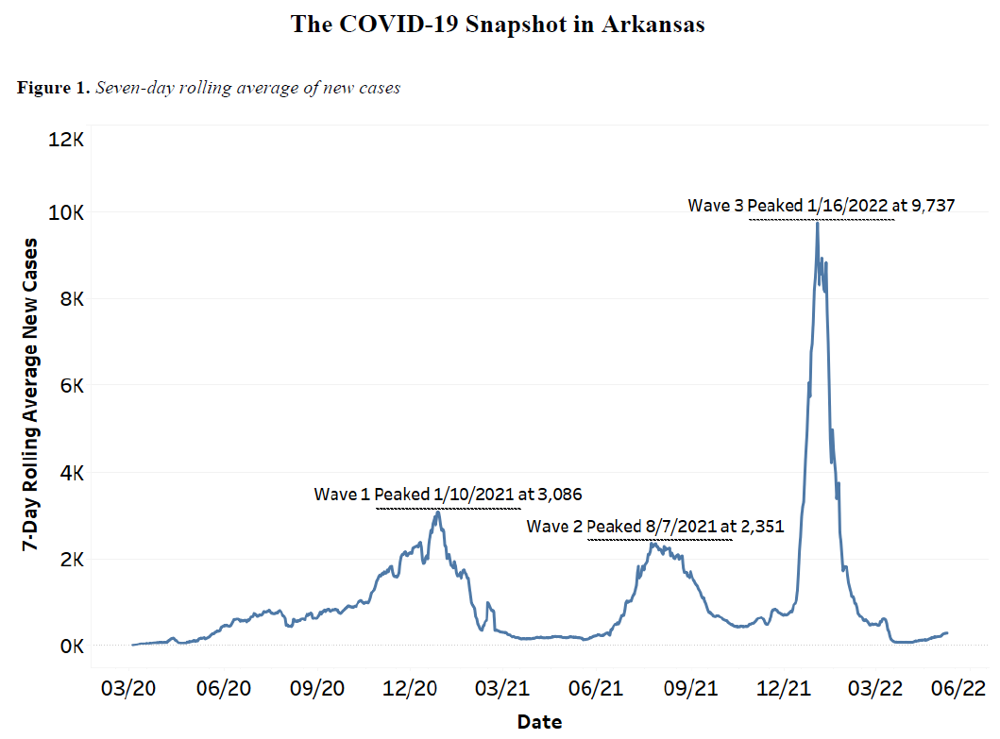 The COVID-19 Snapshot in Arkansas
Figure 1. Seven-day rolling average of new cases
12K
10K
8K
6K
4K
2K
0K
7-Day Rolling Average New Cases
Wave 3 Peaked 1/16/2022 at 9,737
Wave 1 Peaked 1/10/2021 at 3,086
Wave 2 Peaked 8/7/2021 at 2,351
03/20 06/20 09/20 12/20 03/21 06/21 09/21 12/21 03/22 06/22
Date